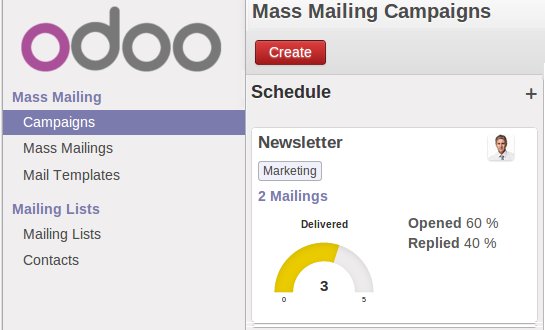 odoo
Mass Mailing
Campaigns
Mass Mailings
Mail Templates
Mailing Lists
Mailing Lists
Contacts
Mass Mailing Campaigns
Create
Schedule +
Newsletter
Marketing
2 Mailings
Delivered
3
0 5
Opened 60 %
Replied 40 %